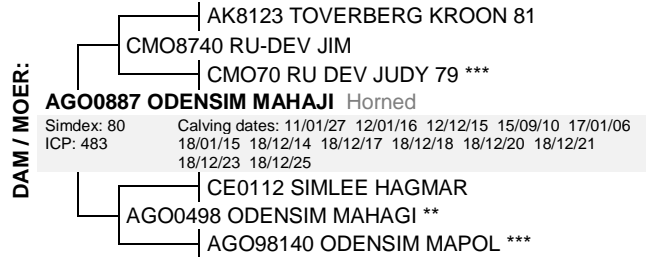 AK8123 TOVERBERG KROON 81
CMO8740 RU-DEV JIM
CMO70 RU DEV JUDY 79 ***
DAM / MOER:
AGO0887 ODENSIM MAHAJI Horned
Simdex: 80 Calving dates: 11/01/27 12/01/16 12/12/15 15/09/10 17/01/06
ICP: 483 18/01/15 18/12/14 18/12/17 18/12/18 18/12/20 18/12/21
18/12/23 18/12/25
CE0112 SIMLEE HAGMAR
AGO0498 ODENSIM MAHAGI **
AGO98140 ODENSIM MAPOL ***